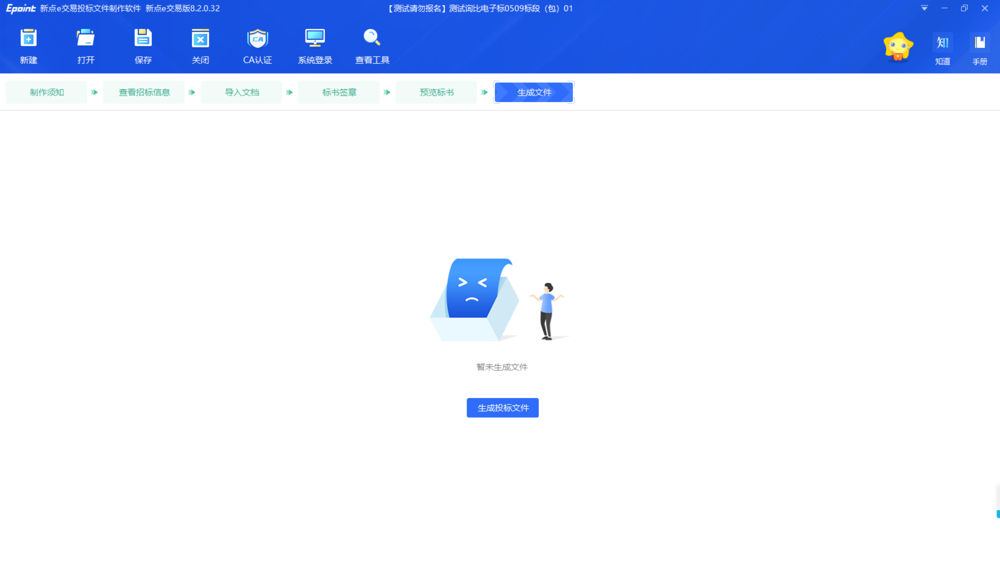 Epoint 新点e交易投标文件制作软件 新点e交易版8.2.0.32
【测试请勿报名】测试询比电子标0509标段（包）01
新建
打开
保存
关闭
CA
CA认证
系统登录
查看工具
知
知道
手册
制作须知
查看招标信息
导入文档
标书签章
预览标书
生成文件
暂未生成文件
生成投标文件